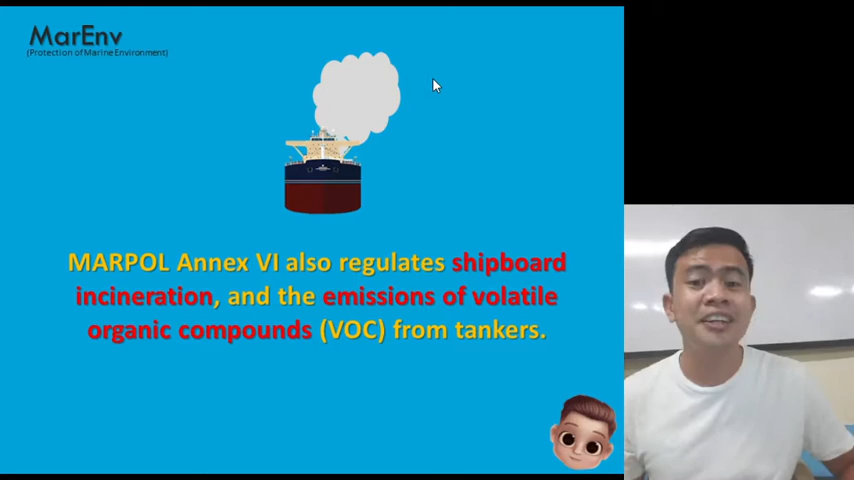 MarEnv
(Protection of Marine Environment)
MARPOL Annex VI also regulates shipboard
incineration, and the emissions of volatile
organic compounds (VOC) from tankers.